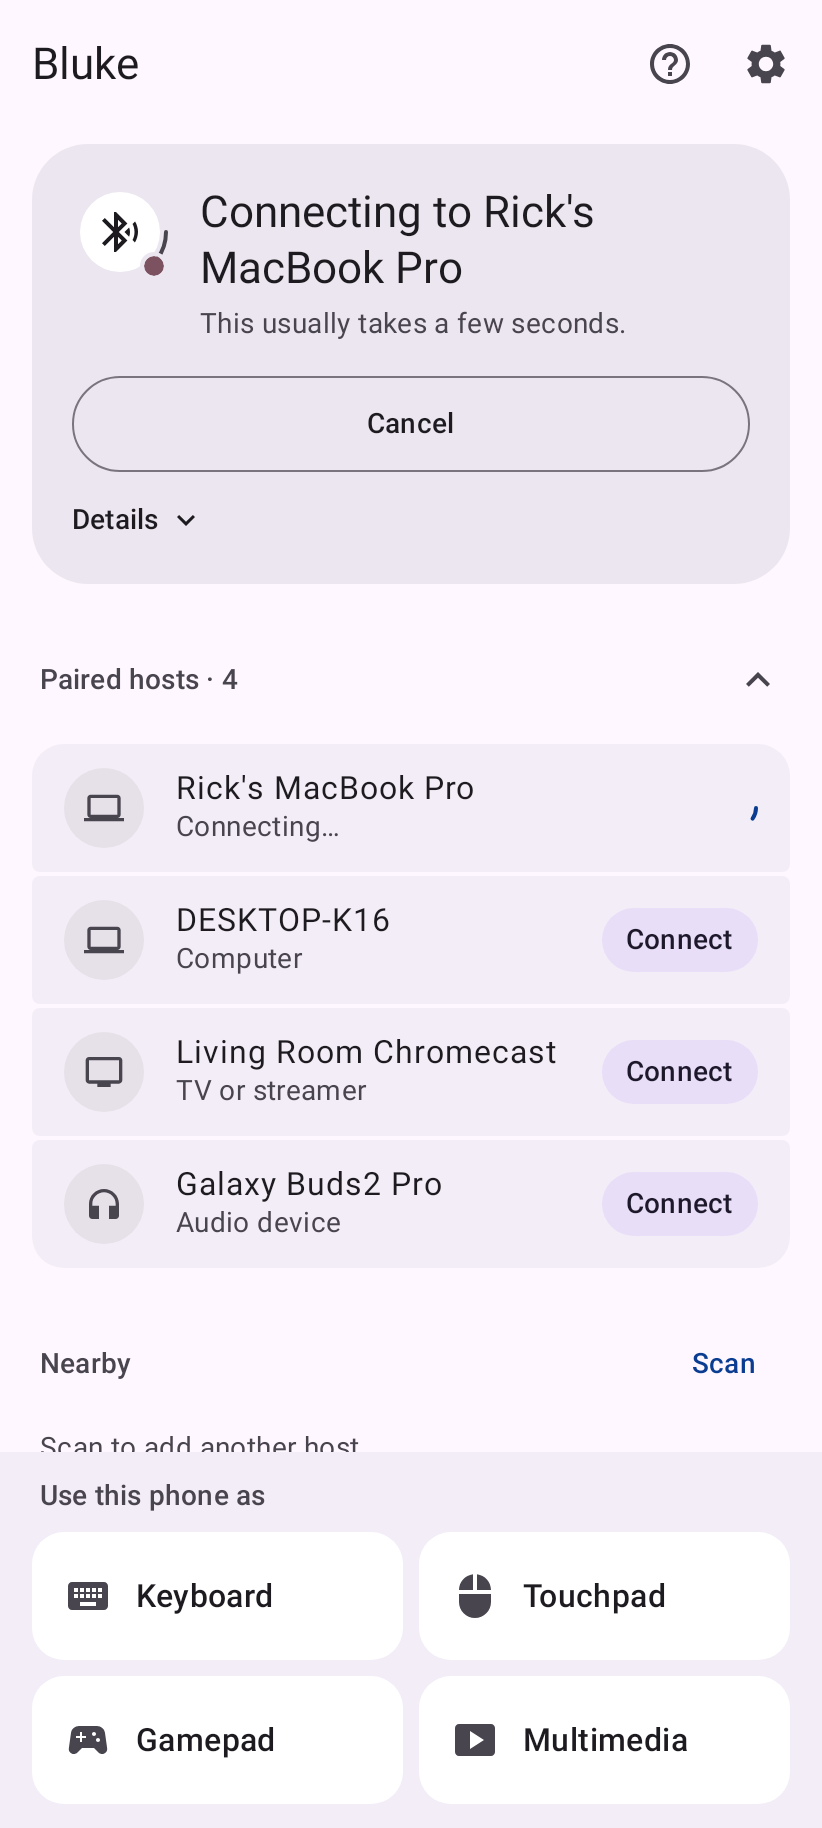 Bluke
Connecting to Rick's
MacBook Pro
This usually takes a few seconds.
Cancel
Details
Paired hosts · 4
Rick's MacBook Pro
Connecting…
DESKTOP-K16
Computer
Connect
Living Room Chromecast
TV or streamer
Connect
Galaxy Buds2 Pro
Audio device
Connect
Nearby
Scan
Scan to add another host
Use this phone as
Keyboard
Touchpad
Gamepad
Multimedia